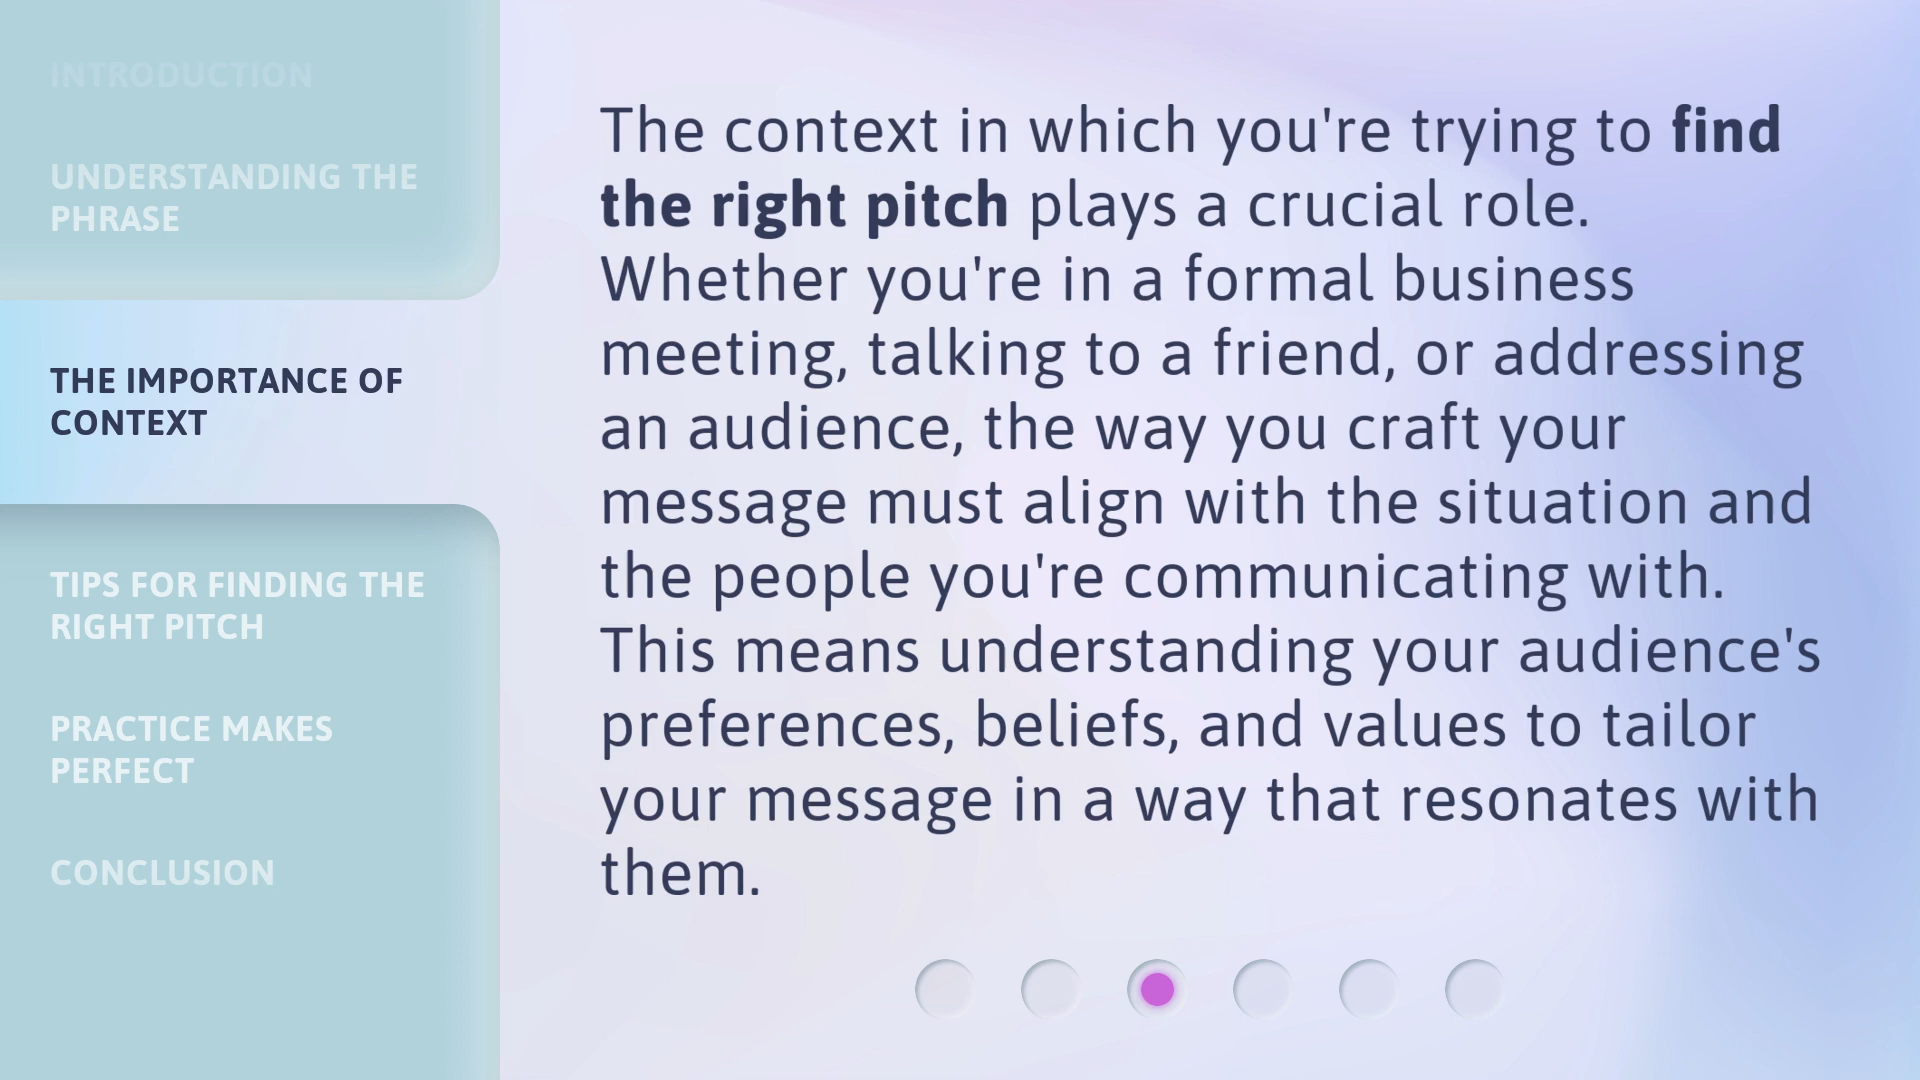 INTRODUCTION
UNDERSTANDING THE
PHRASE
THE IMPORTANCE OF
CONTEXT
TIPS FOR FINDING THE
RIGHT PITCH
PRACTICE MAKES
PERFECT
CONCLUSION
The context in which you're trying to find
the right pitch plays a crucial role.
Whether you're in a formal business
meeting, talking to a friend, or addressing
an audience, the way you craft your
message must align with the situation and
the people you're communicating with.
This means understanding your audience's
preferences, beliefs, and values to tailor
your message in a way that resonates with
them.